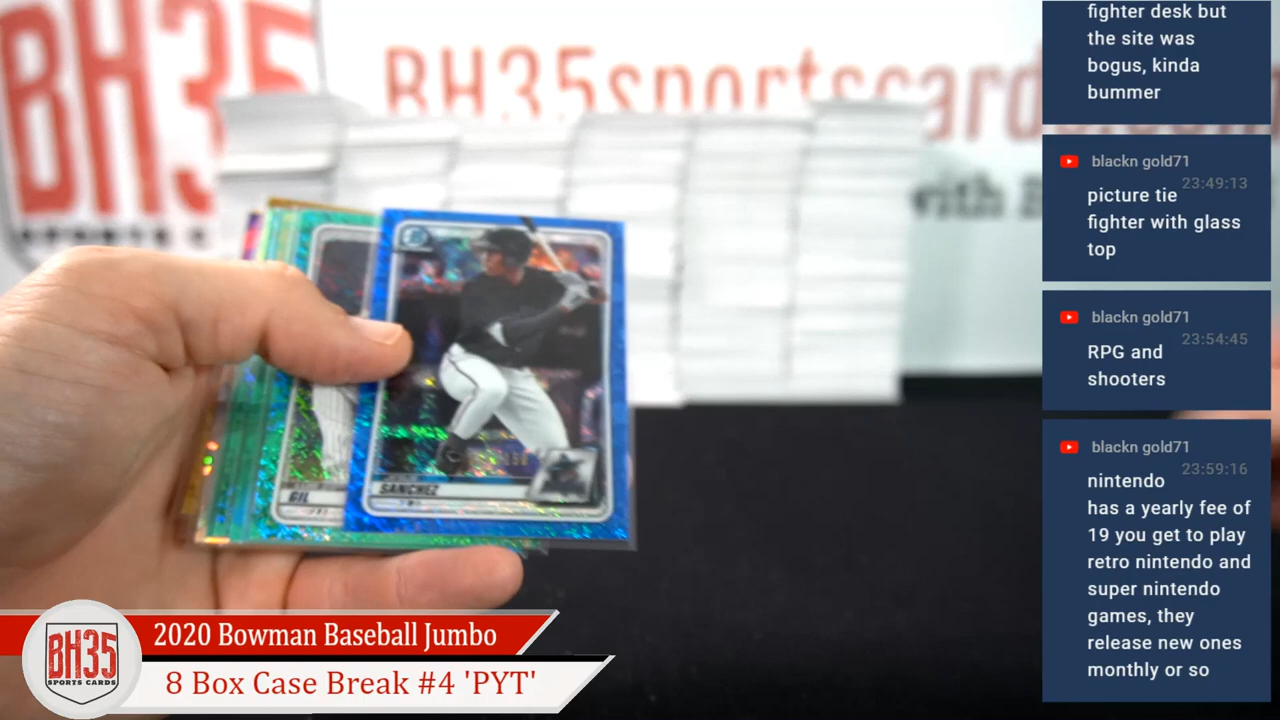 BH35
SPORTS C
BH35sportscard
with
GIL
SANCHEZ
fighter desk but
the site was
bogus, kinda
bummer
blackn gold71
23:49:13
picture tie
fighter with glass
top
blackn gold71
23:54:45
RPG and
shooters
blackn gold71
23:59:16
nintendo
has a yearly fee of
19 you get to play
retro nintendo and
super nintendo
games, they
release new ones
monthly or so
BH35
SPORTS CARDS
2020 Bowman Baseball Jumbo
8 Box Case Break #4 'PYT'